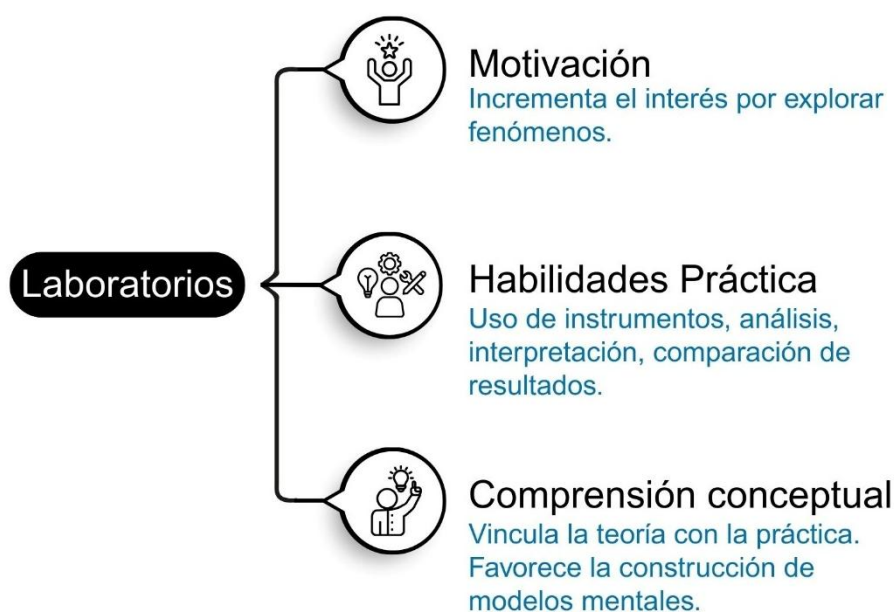 Motivación
Incrementa el interés por explorar
fenómenos.
Laboratorios
Habilidades Práctica
Uso de instrumentos, análisis,
interpretación, comparación de
resultados.
Comprensión conceptual
Vincula la teoría con la práctica.
Favorece la construcción de
modelos mentales.